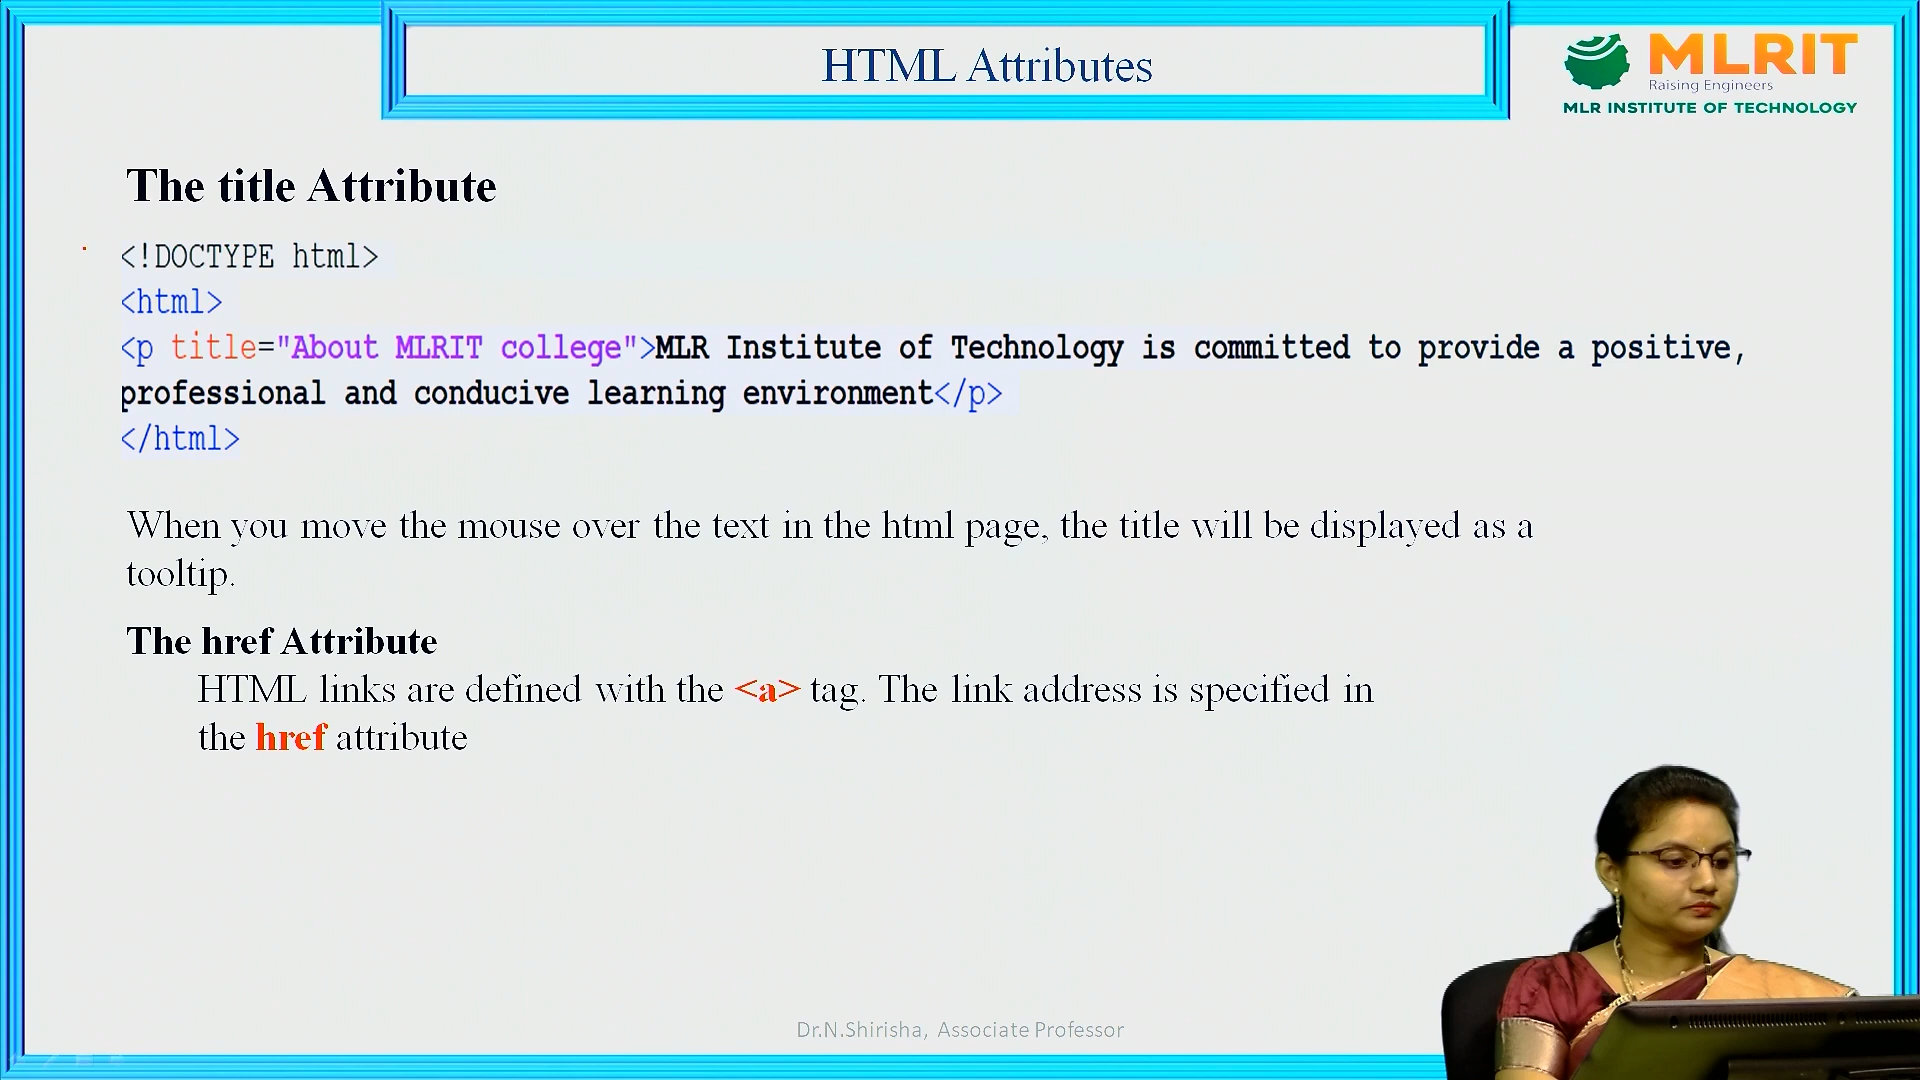 HTML Attributes
MLRIT
Raising Engineers
MLR INSTITUTE OF TECHNOLOGY
The title Attribute
<!DOCTYPE html>
<html>
<p title="About MLRIT college">MLR Institute of Technology is committed to provide a positive,
professional and conducive learning environment</p>
</html>
When you move the mouse over the text in the html page, the title will be displayed as a
tooltip.
The href Attribute
HTML links are defined with the <a> tag. The link address is specified in
the href attribute
Dr.N.Shirisha, Associate Professor